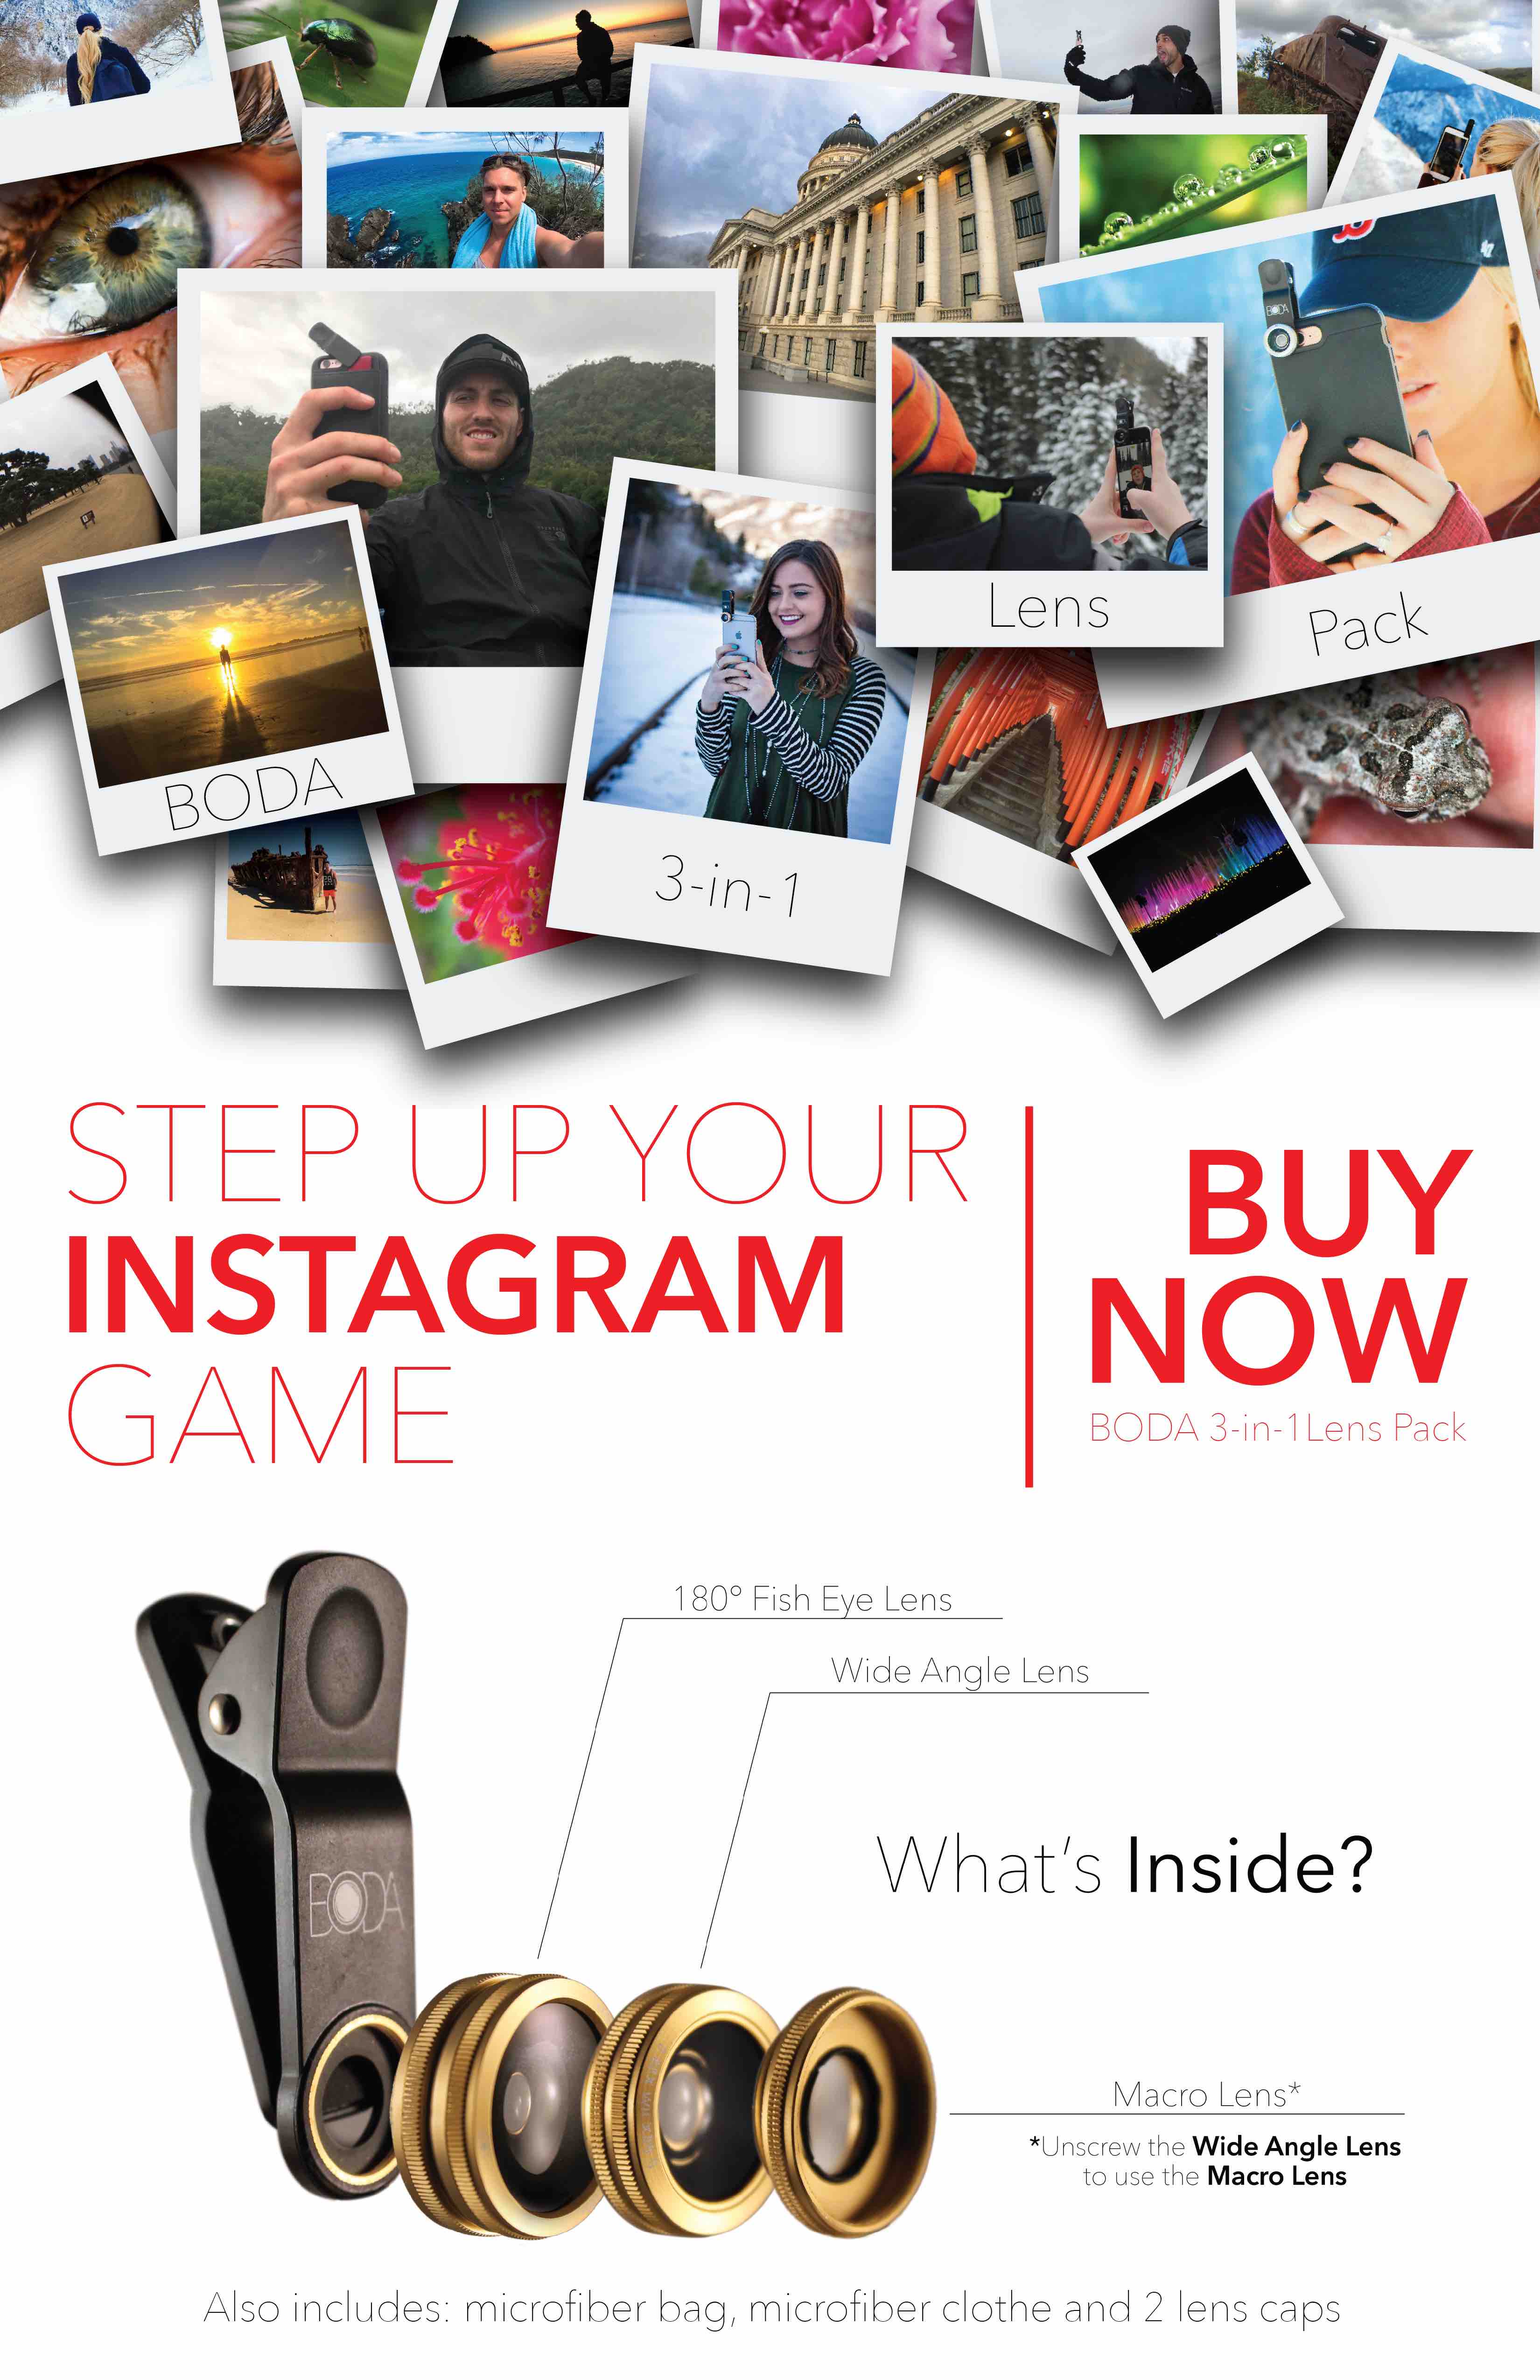 BODA
3-in-1
Lens
Pack
STEP UP YOUR
INSTAGRAM
GAME
BUY
NOW
BODA 3-in-1Lens Pack
180° Fish Eye Lens
Wide Angle Lens
What's Inside?
BODA
Macro Lens*
*Unscrew the Wide Angle Lens
to use the Macro Lens
Also includes: microfiber bag, microfiber clothe and 2 lens caps